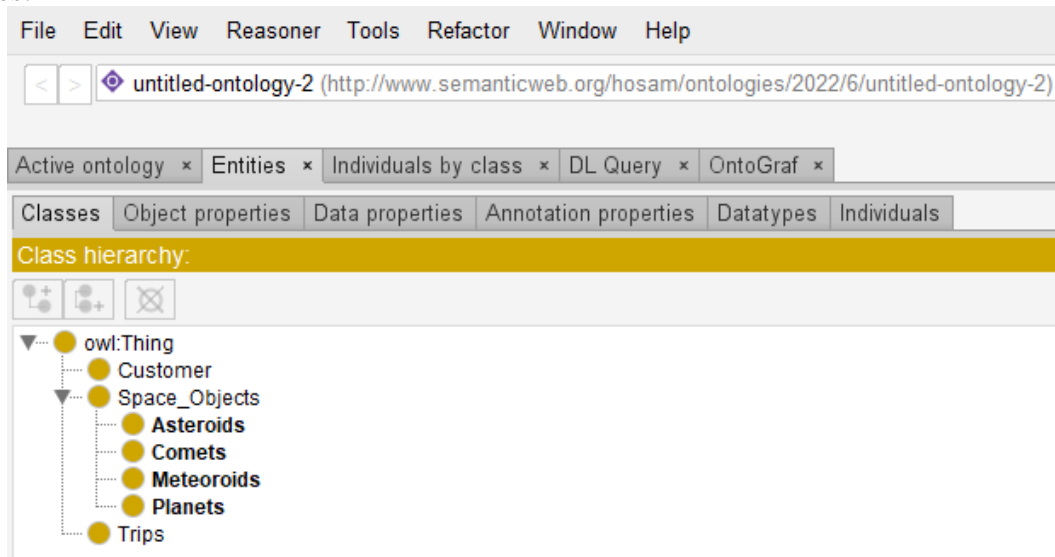 File Edit View Reasoner Tools Refactor Window Help
< > untitled-ontology-2 (http://www.semanticweb.org/hosam/ontologies/2022/6/untitled-ontology-2)
Active ontology × Entities × Individuals by class × DL Query × OntoGraf ×
Classes Object properties Data properties Annotation properties Datatypes Individuals
Class hierarchy:
owl:Thing
Customer
Space_Objects
Asteroids
Comets
Meteoroids
Planets
Trips